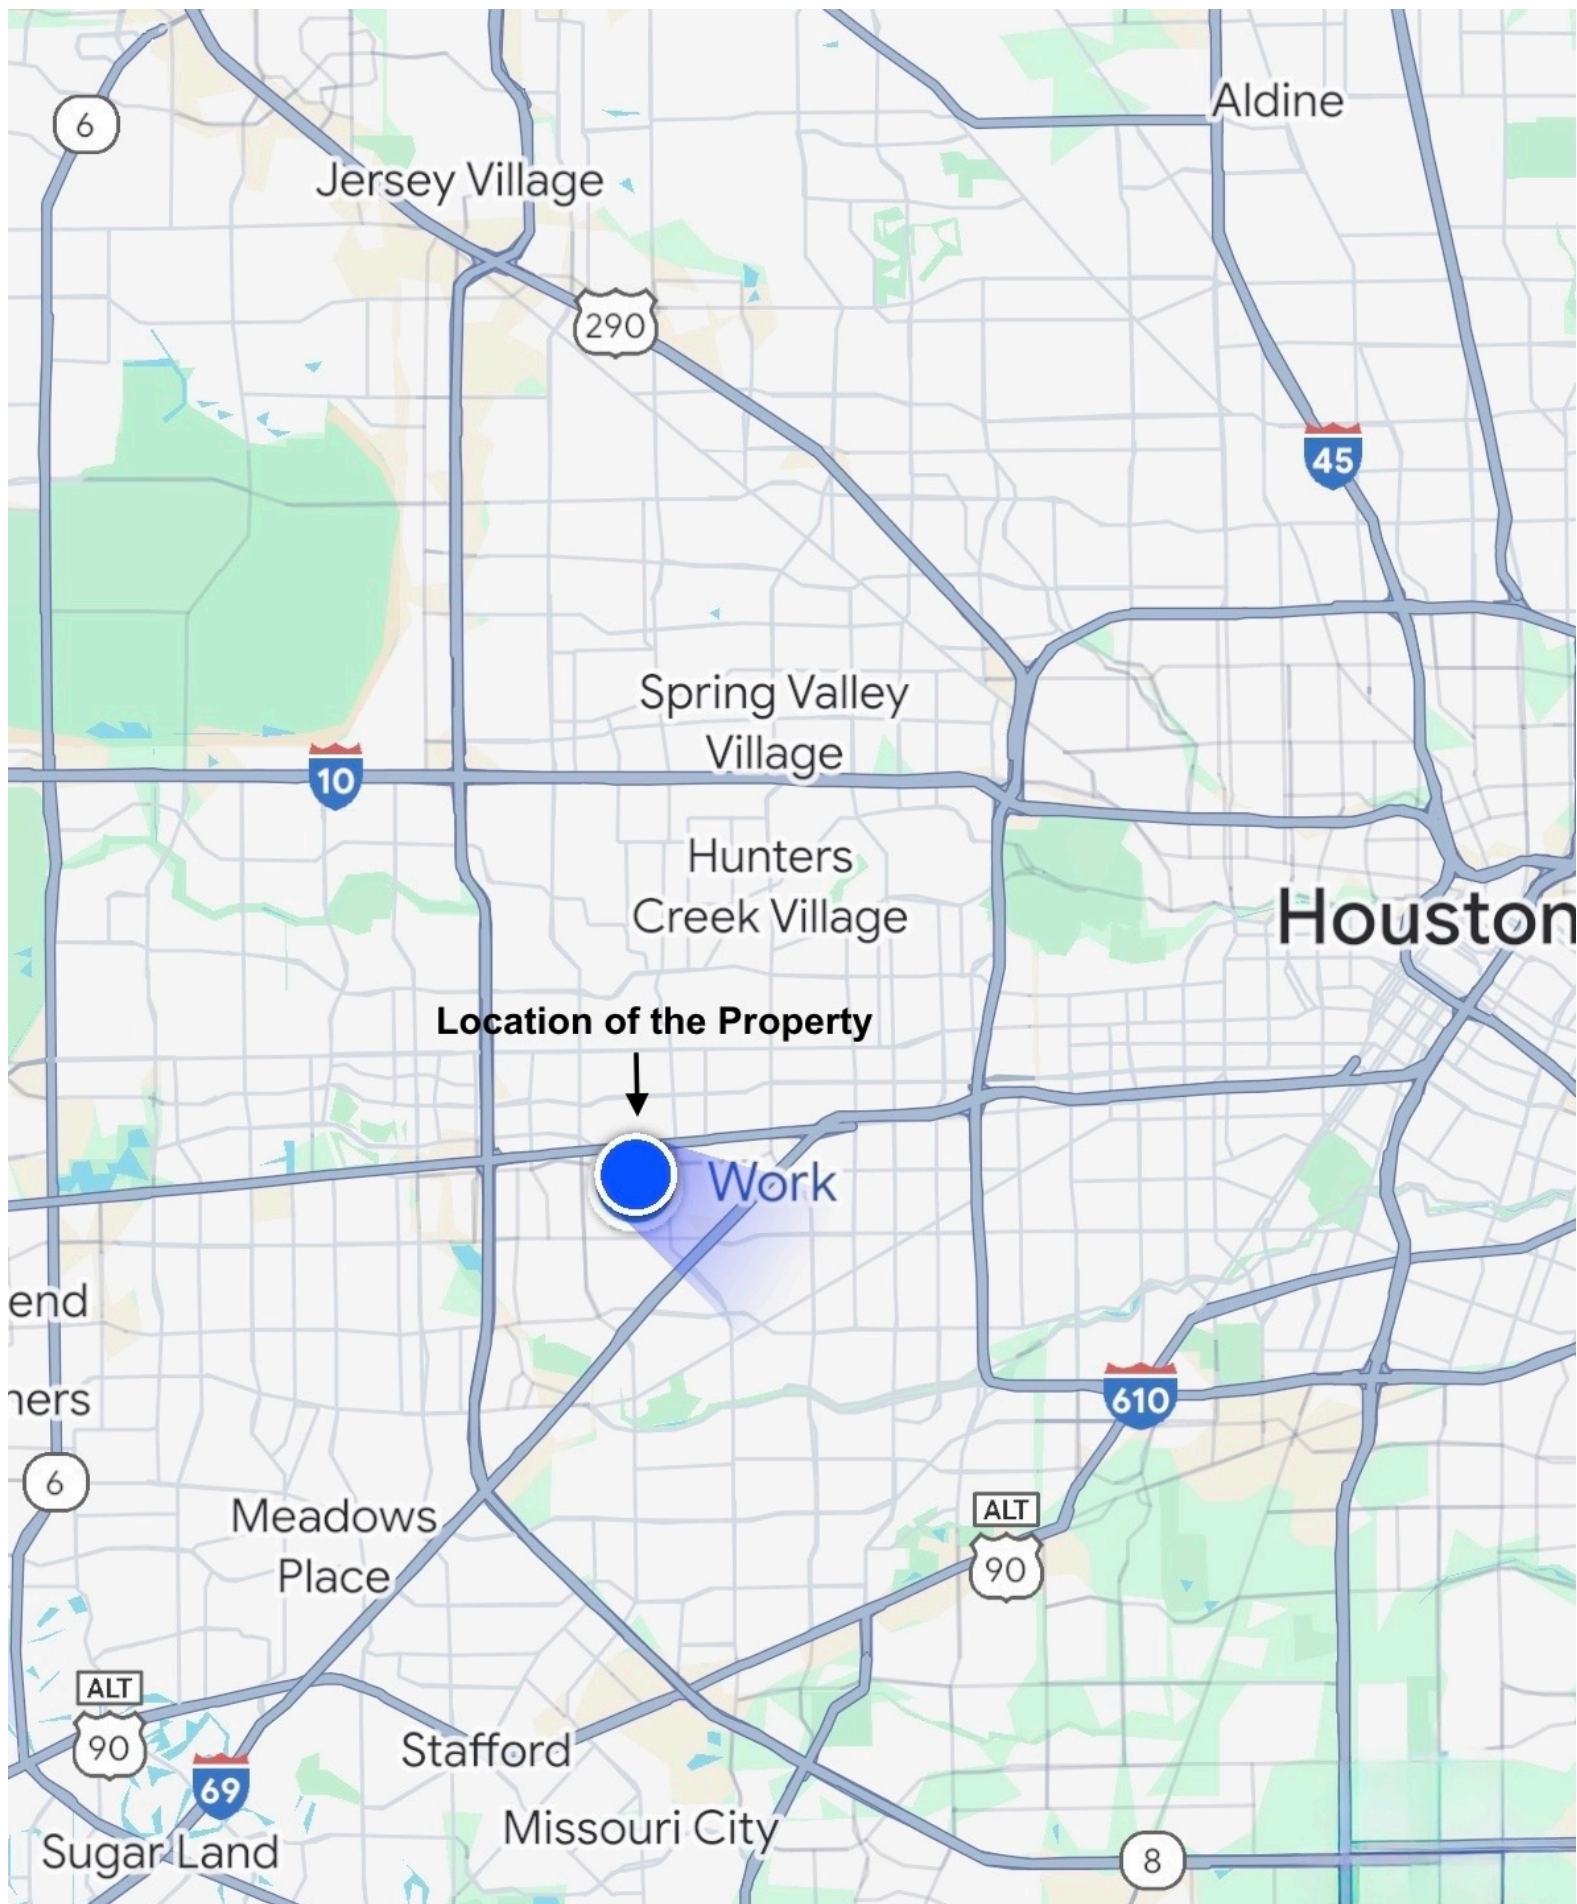 Aldine
6
Jersey Village
290
45
Spring Valley
Village
10
Hunters
Creek Village
Houston
Location of the Property
Work
end
610
hers
6
ALT
90
Meadows
Place
ALT
90
Stafford
69
Missouri City
Sugar Land
8